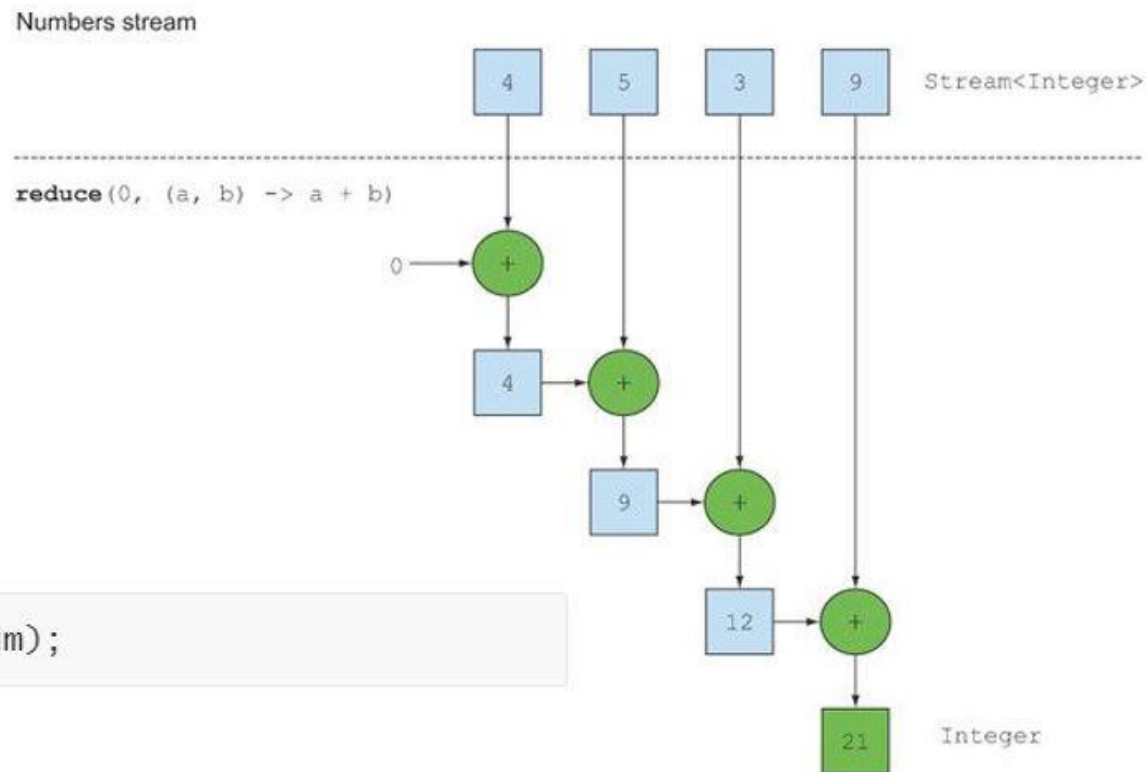 Numbers stream
4 5 3 9 Stream<Integer>
reduce(0, (a, b) -> a + b)
0 +
4 +
9 +
12 +
m);
21 Integer